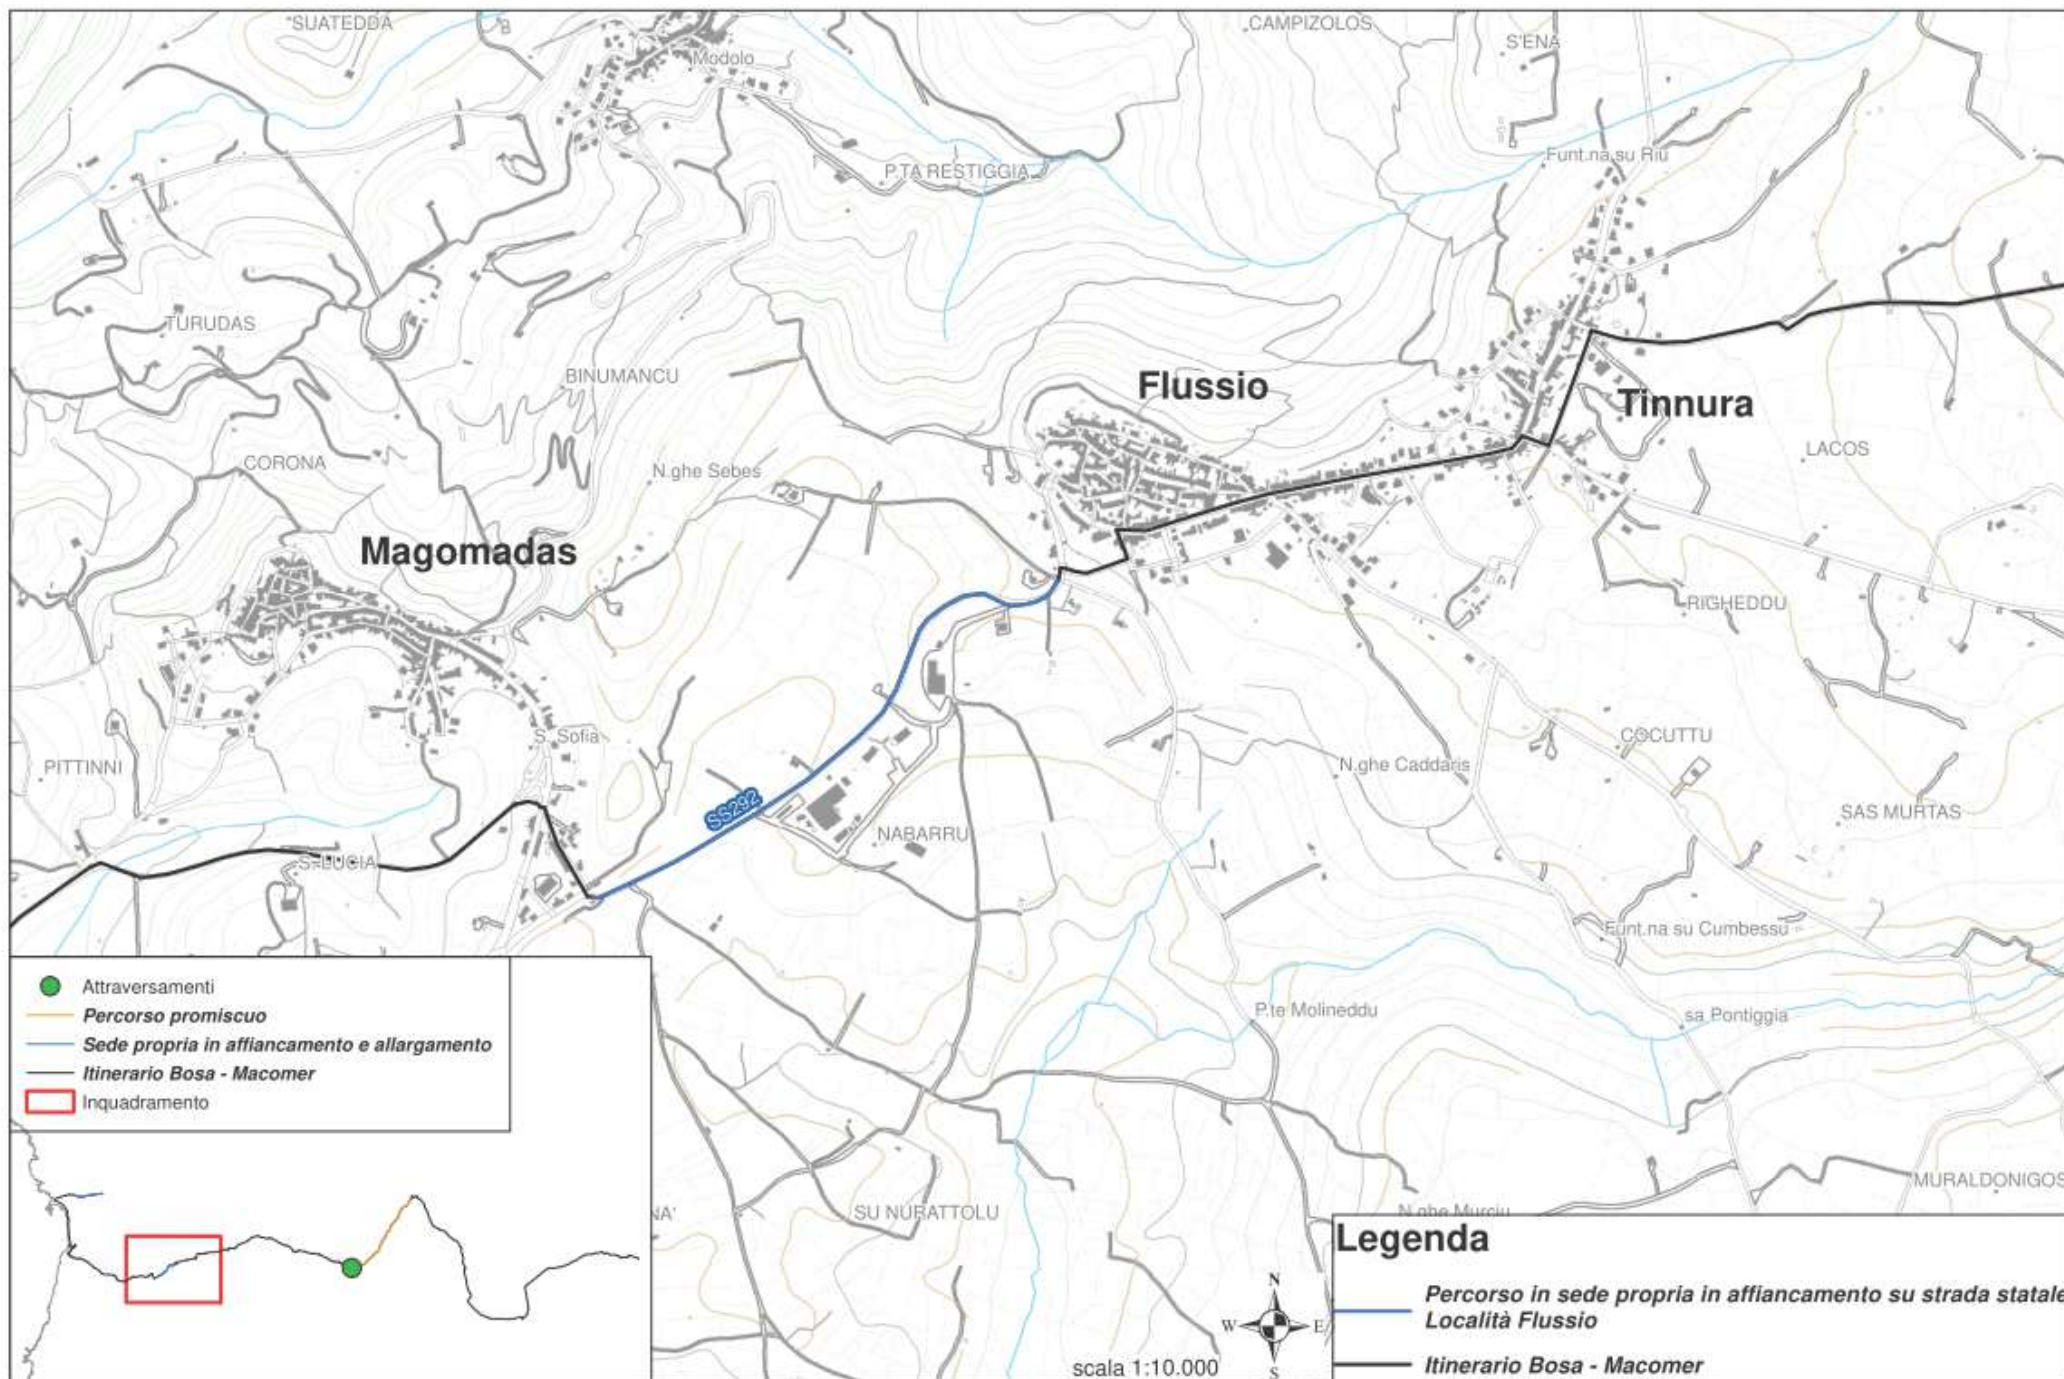 SUATEDDA
Modolo
CAMPIZOLOS
S'ENA
P.TA RESTIGGIA
Funt.na su Riu
TURUDAS
BINUMANCU
Flussio
Tinnura
LACOS
CORONA
N.ghe Sebes
Magomadas
RIGHEDDU
S. Sofia
PITTINNI
COCUTTU
N.ghe Caddaris
SS292
SAS MURTAS
NABARRU
S. LUCIA
Funt.na su Cumbessu
P.te Molineddu
sa Pontiggia
MURALDONIGOS
NA'
SU NURATTOLU
N.ghe Murciu
Attraversamenti
Percorso promiscuo
Sede propria in affiancamento e allargamento
Itinerario Bosa - Macomer
Inquadramento
N
W
E
S
scala 1:10.000
Legenda
Percorso in sede propria in affiancamento su strada statale
Località Flussio
Itinerario Bosa - Macomer